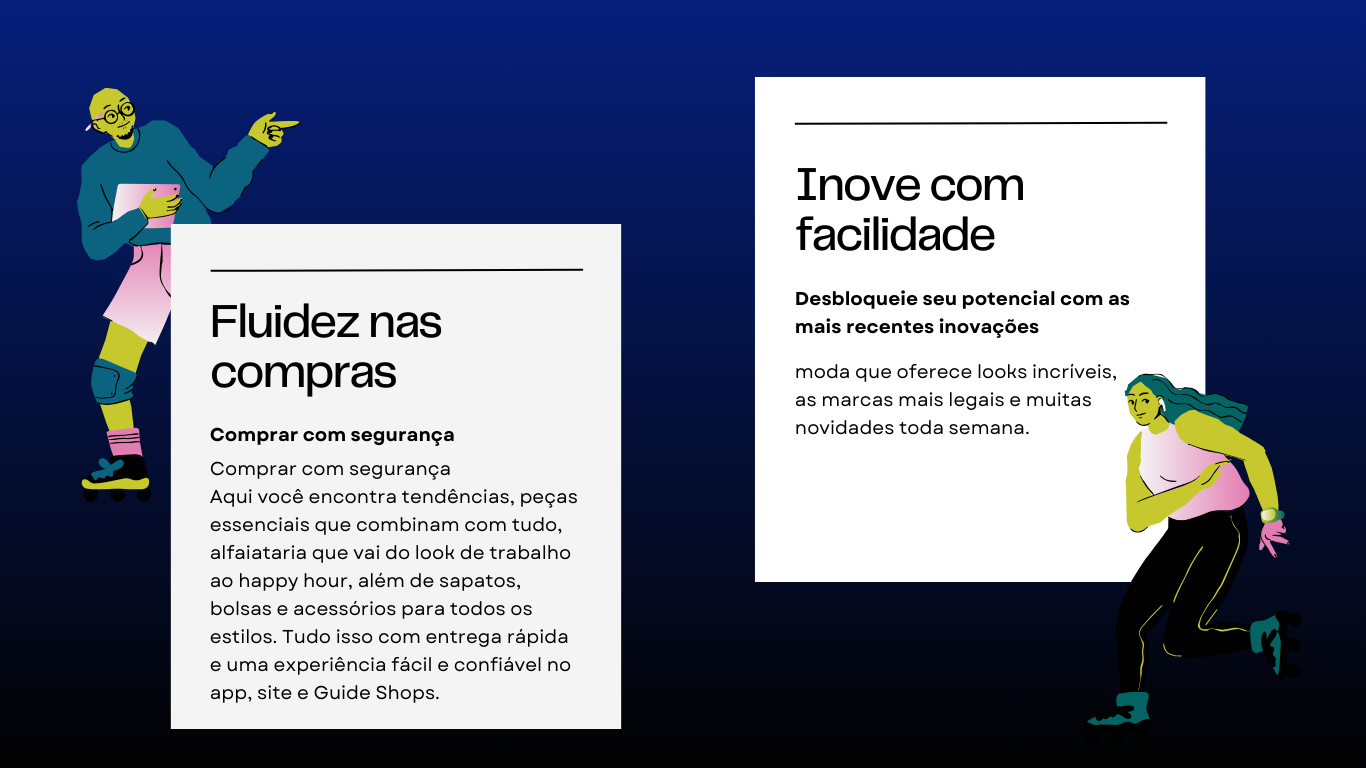 Fluidez nas
compras
Comprar com segurança
Comprar com segurança
Aqui você encontra tendências, peças
essenciais que combinam com tudo,
alfaiataria que vai do look de trabalho
ao happy hour, além de sapatos,
bolsas e acessórios para todos os
estilos. Tudo isso com entrega rápida
e uma experiência fácil e confiável no
app, site e Guide Shops.
Inove com
facilidade
Desbloqueie seu potencial com as
mais recentes inovações
moda que oferece looks incríveis,
as marcas mais legais e muitas
novidades toda semana.